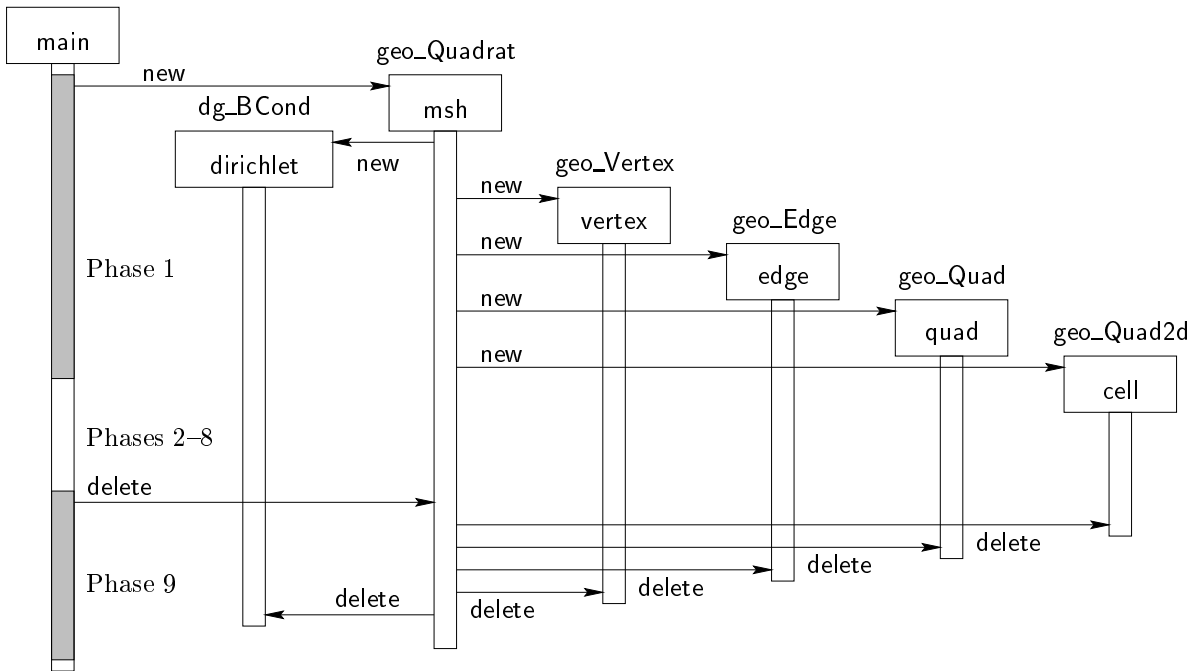 main
geo_Quadrat
new
msh
dg_BCond
dirichlet
new
geo_Vertex
new
vertex
geo_Edge
new
edge
Phase 1
geo_Quad
new
quad
geo_Quad2d
new
cell
Phases 2–8
delete
delete
delete
Phase 9
delete
delete
delete